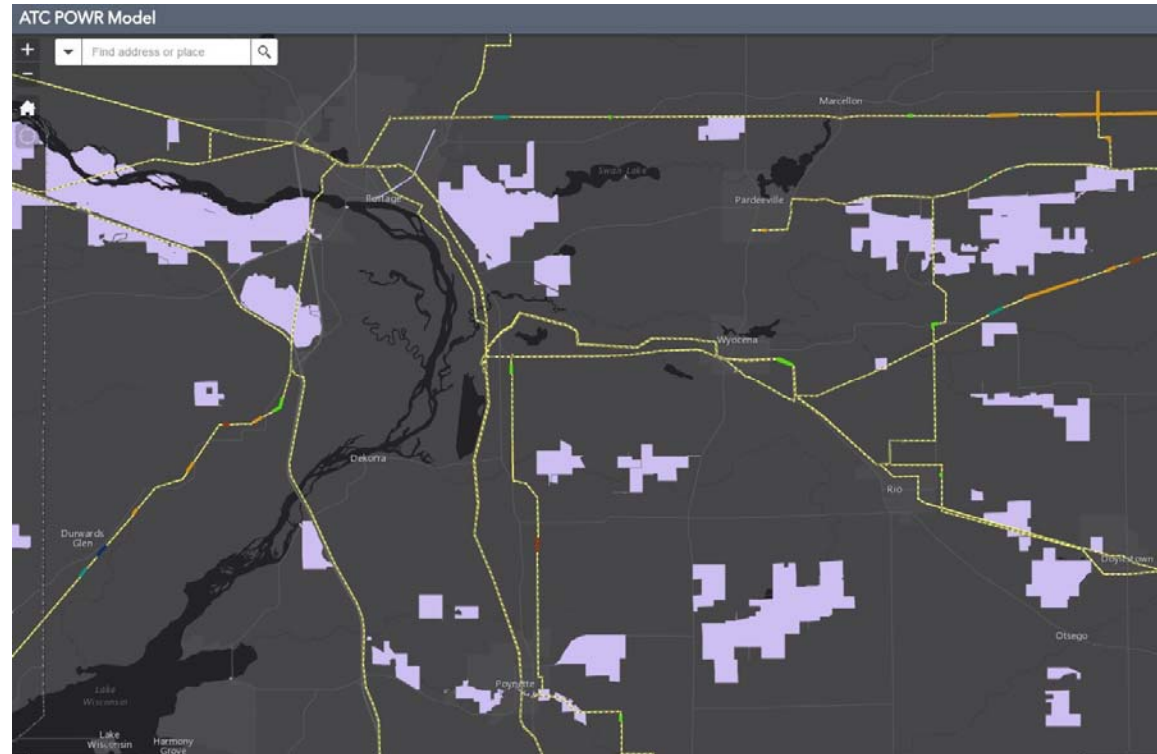 ATC POWR Model
+
Find address or place
−
Marcellon
Swan Lake
Portage
Pardeeville
Wyocena
Dekorra
Rio
Durwards
Glen
Doylestown
Otsego
Poynette
Lake
Wisconsin
Lake
Wisconsin
Harmony
Grove